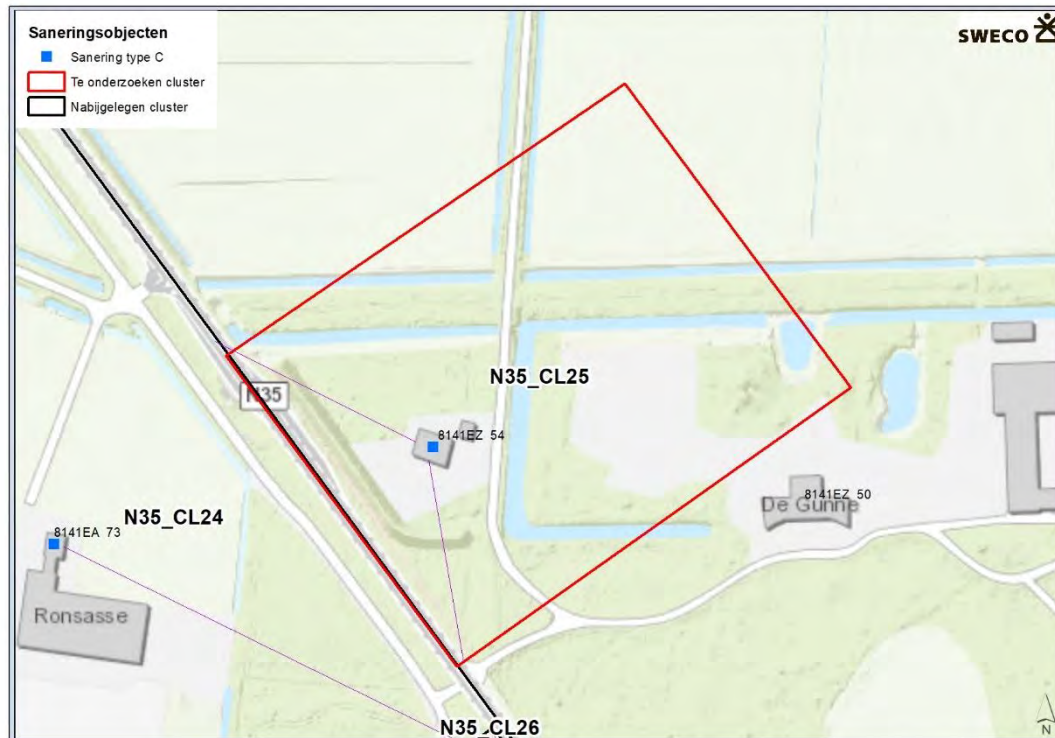 Saneringsobjecten
Sanering type C
Te onderzoeken cluster
Nabijgelegen cluster
SWECO
N35_CL25
N35
8141EZ 54
8141EZ 50
De Gunne
N35_CL24
8141EA 73
Ronsasse
N35_CL26
N